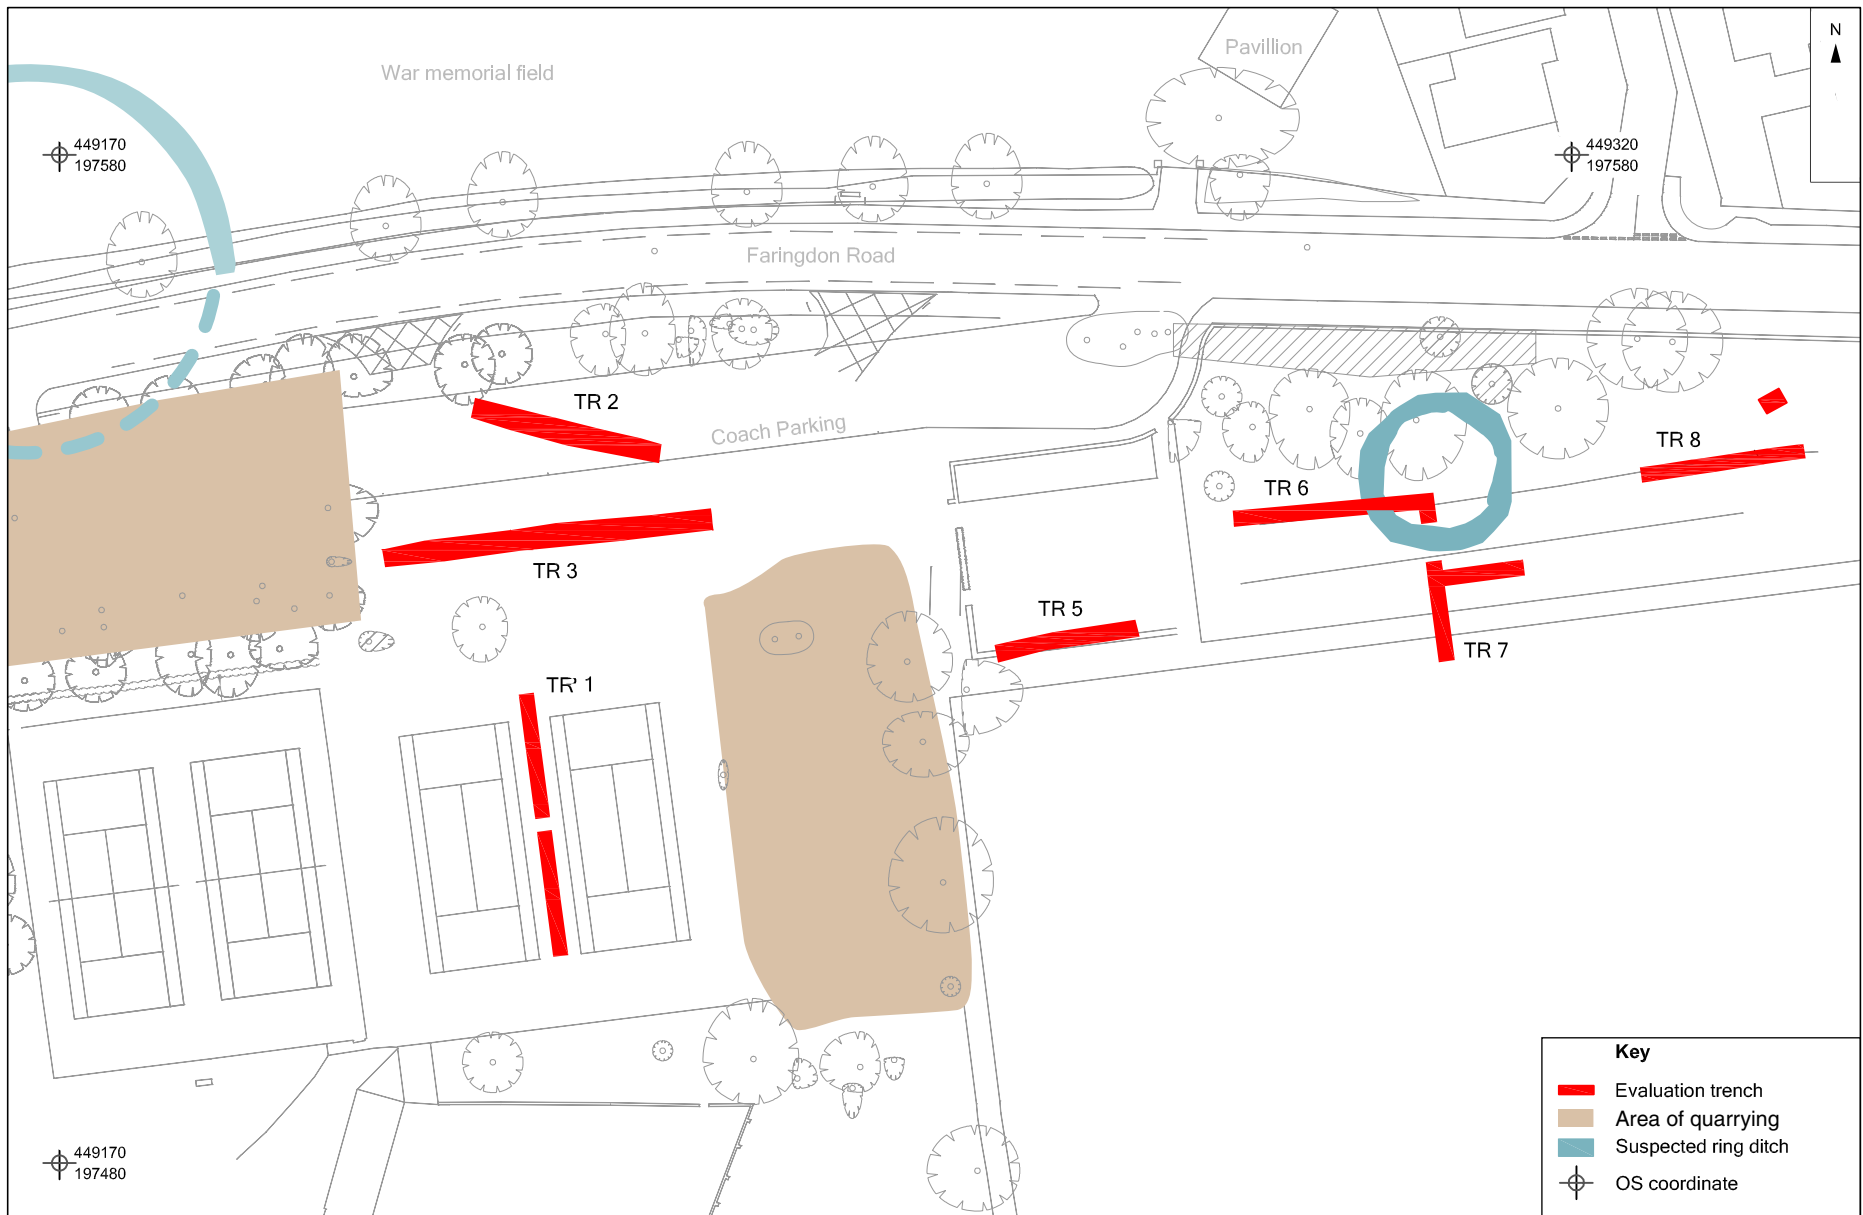 Pavillion
N
War memorial field
449170
197580
449320
197580
Faringdon Road
TR 2
Coach Parking
TR 8
TR 6
TR 3
TR 5
TR 7
TR' 1
Key
Evaluation trench
Area of quarrying
Suspected ring ditch
OS coordinate
449170
197480